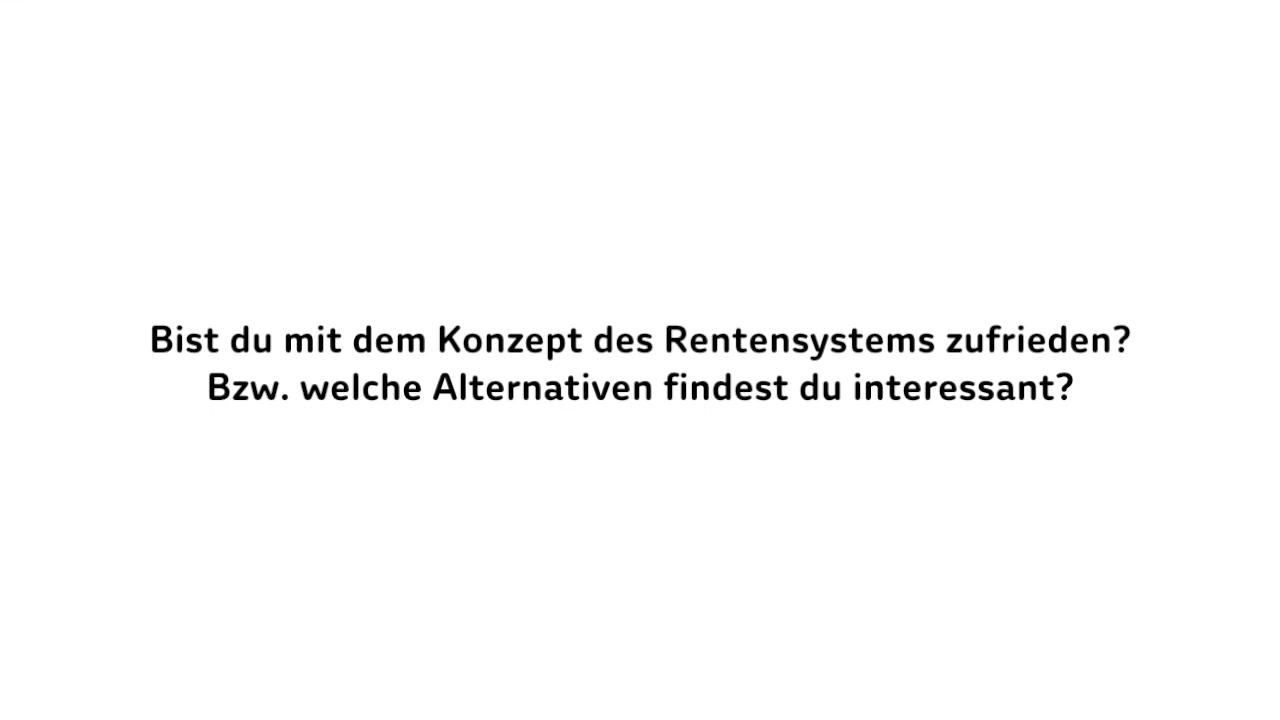 Bist du mit dem Konzept des Rentensystems zufrieden?
Bzw. welche Alternativen findest du interessant?